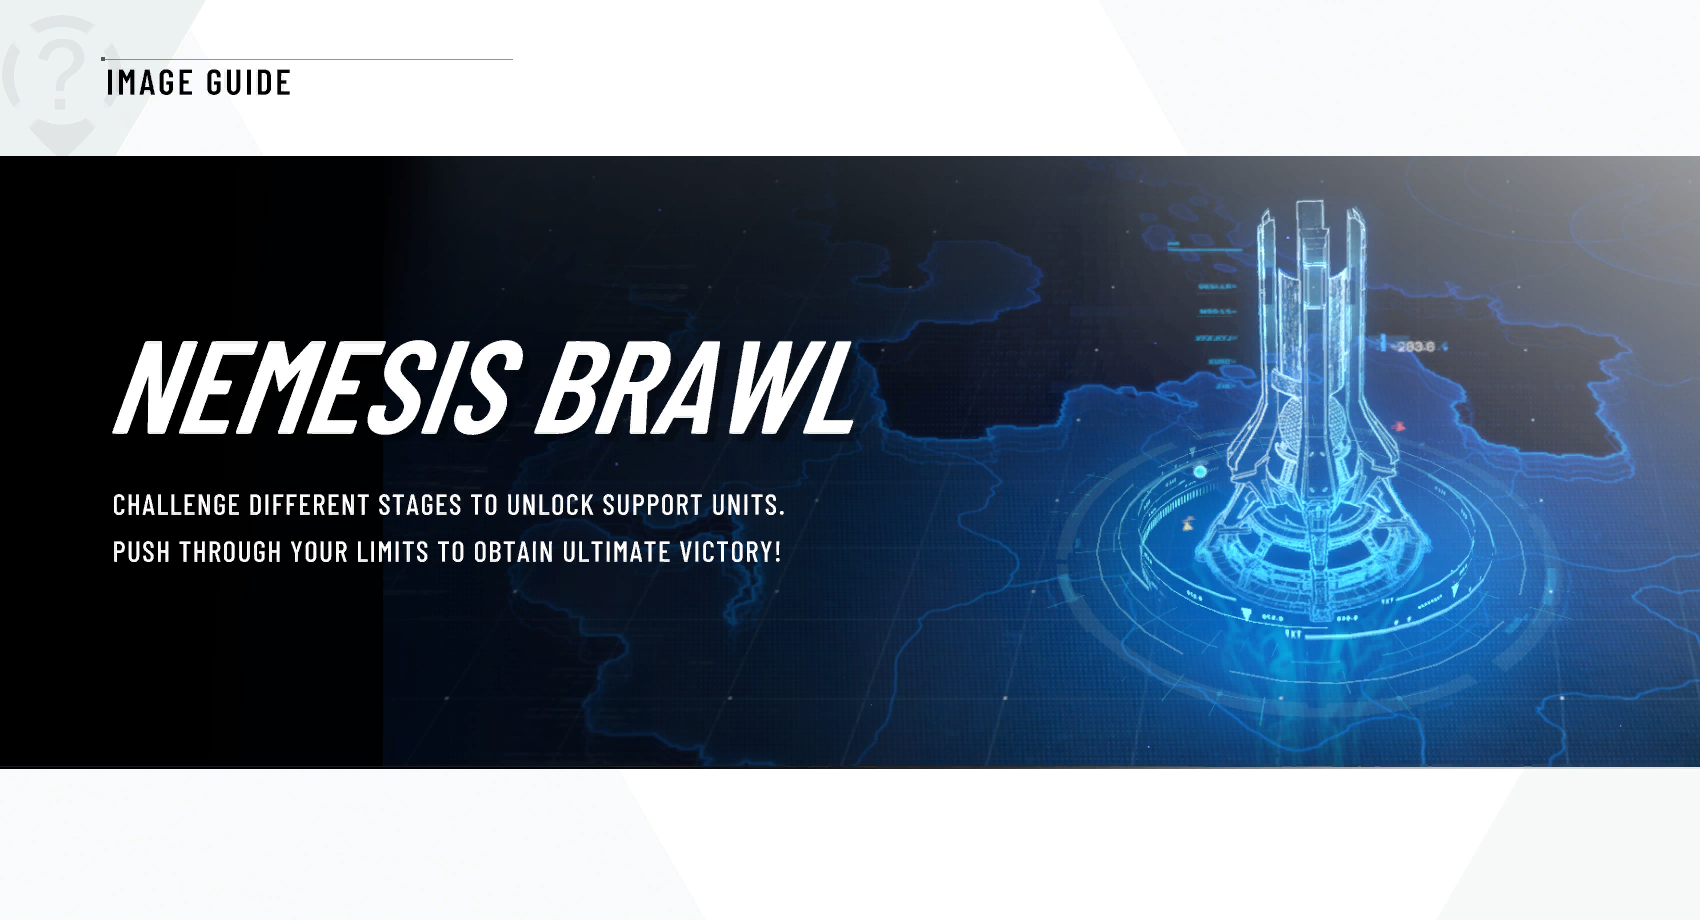 IMAGE GUIDE
NEMESIS BRAWL
CHALLENGE DIFFERENT STAGES TO UNLOCK SUPPORT UNITS.
PUSH THROUGH YOUR LIMITS TO OBTAIN ULTIMATE VICTORY!